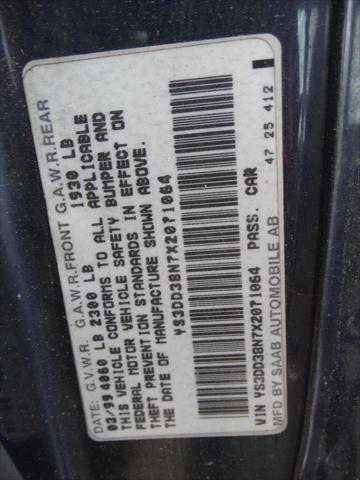 DATE: G.V.W.R. G.A.W.R.FRONT G.A.W.R.REAR
03/99 4060 LB 2300 LB 1930 LB
THIS VEHICLE CONFORMS TO ALL APPLICABLE
FEDERAL MOTOR VEHICLE SAFETY BUMPER AND
THEFT PREVENTION STANDARDS IN EFFECT ON
THE DATE OF MANUFACTURE SHOWN ABOVE.
YS3DD38N7X2071064
VIN YS3DD38N7X2071064 PASS. CAR
MFD BY SAAB AUTOMOBILE AB
47 25 412